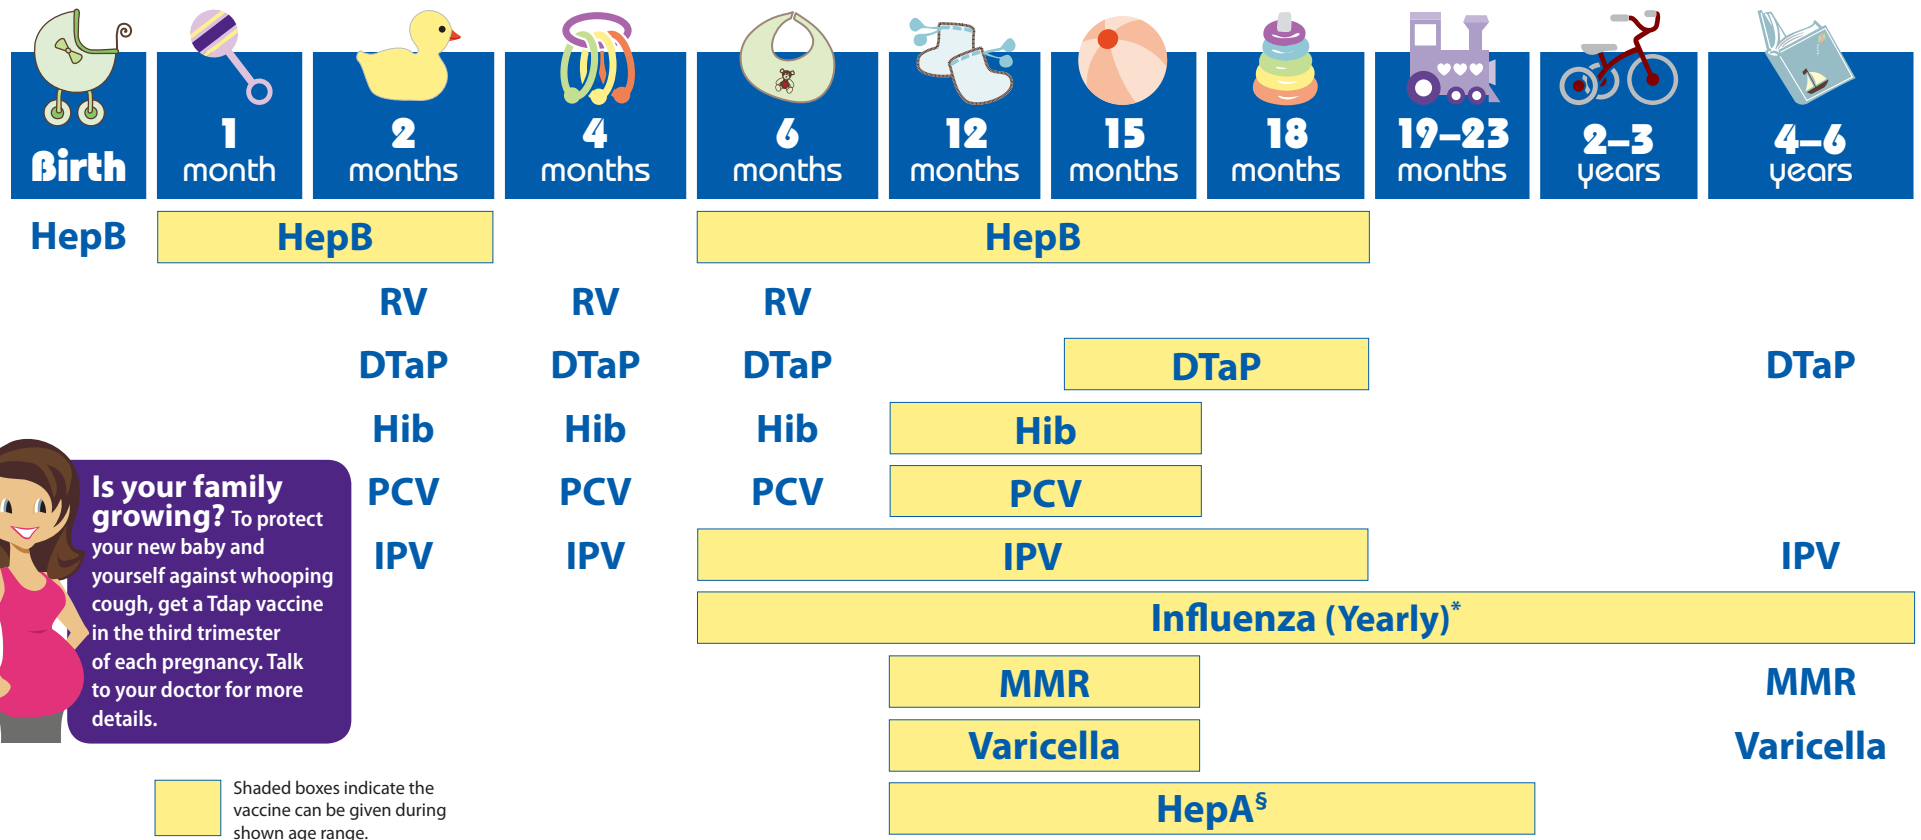 Birth
1
month
2
months
4
months
6
months
12
months
15
months
18
months
19–23
months
2–3
years
4–6
years
HepB HepB HepB
RV RV RV
DTaP DTaP DTaP DTaP DTaP
Hib Hib Hib Hib
PCV PCV PCV PCV
IPV IPV IPV IPV
Influenza (Yearly)*
MMR MMR
Varicella Varicella
HepA§
Is your family
growing? To protect
your new baby and
yourself against whooping
cough, get a Tdap vaccine
in the third trimester
of each pregnancy. Talk
to your doctor for more
details.
Shaded boxes indicate the
vaccine can be given during
shown age range.